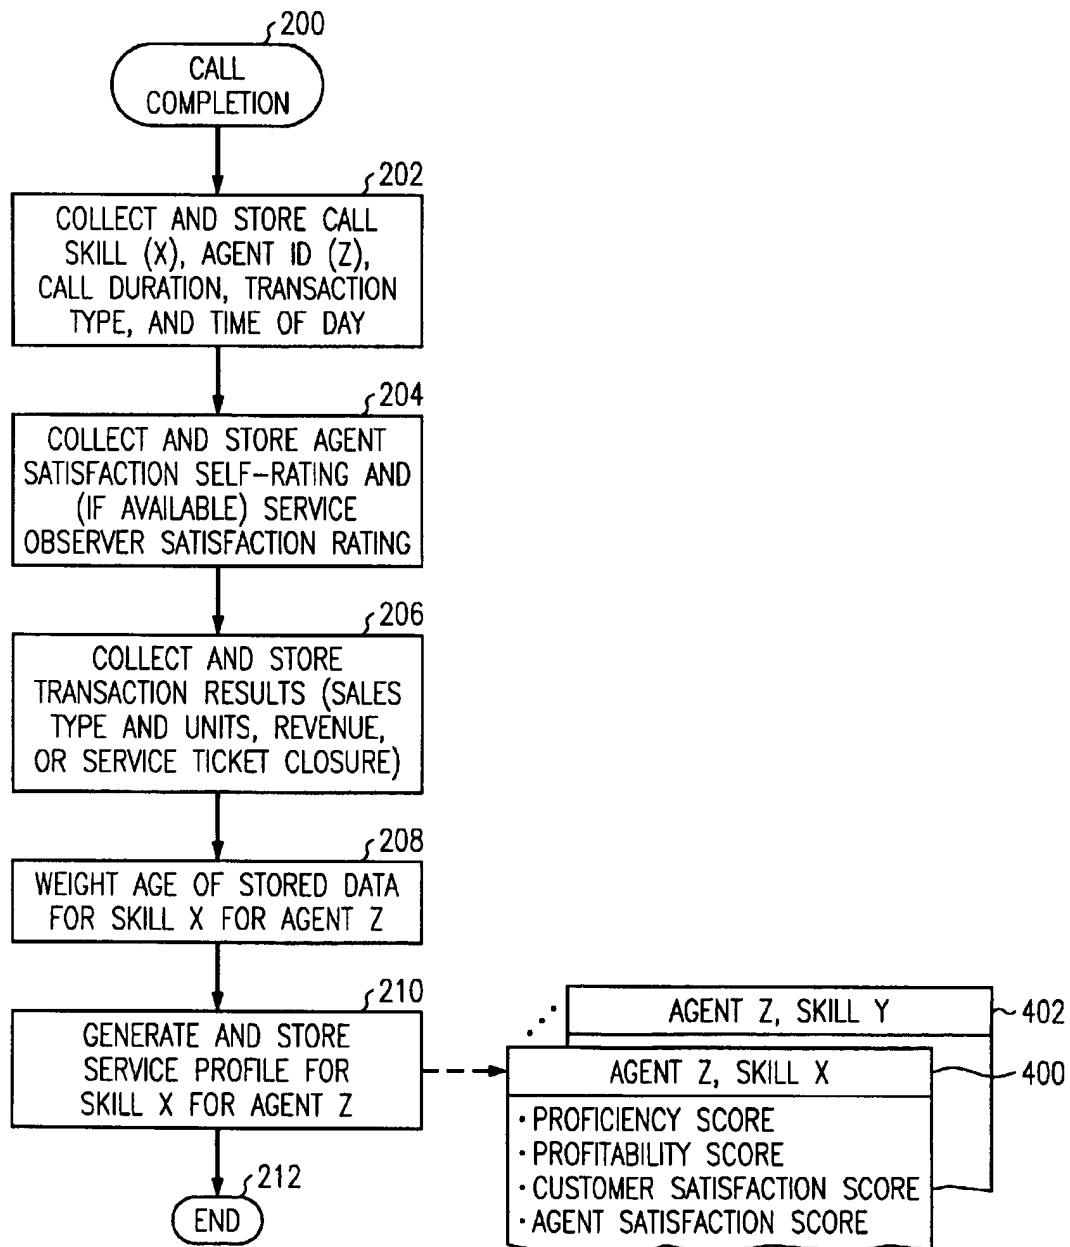 200
CALL
COMPLETION
202
COLLECT AND STORE CALL
SKILL (X), AGENT ID (Z),
CALL DURATION, TRANSACTION
TYPE, AND TIME OF DAY
204
COLLECT AND STORE AGENT
SATISFACTION SELF-RATING AND
(IF AVAILABLE) SERVICE
OBSERVER SATISFACTION RATING
206
COLLECT AND STORE
TRANSACTION RESULTS (SALES
TYPE AND UNITS, REVENUE,
OR SERVICE TICKET CLOSURE)
208
WEIGHT AGE OF STORED DATA
FOR SKILL X FOR AGENT Z
210
GENERATE AND STORE
SERVICE PROFILE FOR
SKILL X FOR AGENT Z
212
END
AGENT Z, SKILL Y
402
AGENT Z, SKILL X
400
· PROFICIENCY SCORE
· PROFITABILITY SCORE
· CUSTOMER SATISFACTION SCORE
· AGENT SATISFACTION SCORE